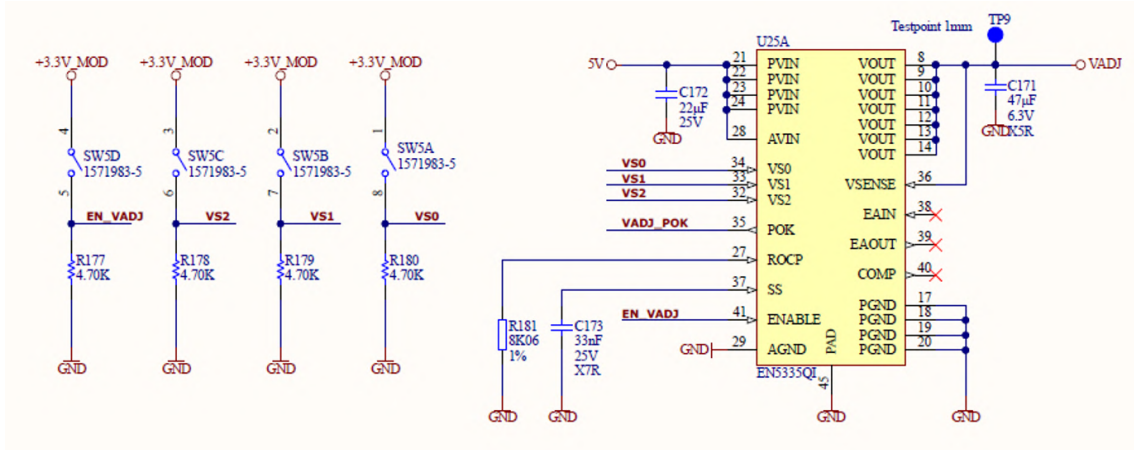 +3.3V_MOD
+3.3V_MOD
+3.3V_MOD
+3.3V_MOD
4
3
2
1
SW5D
1571983-5
SW5C
1571983-5
SW5B
1571983-5
SW5A
1571983-5
5
6
7
8
EN_VADJ
VS2
VS1
VS0
R177
4.70K
R178
4.70K
R179
4.70K
R180
4.70K
GND
GND
GND
GND
U25A
5V
C172
22µF
25V
GND
21
PVIN
22
PVIN
23
PVIN
24
PVIN
28
AVIN
VS0
34
VS0
VS1
33
VS1
VS2
32
VS2
VADJ_POK
35
POK
27
ROCP
37
SS
EN_VADJ
41
ENABLE
GND
29
AGND
R181
8K06
1%
GND
C173
33nF
25V
X7R
GND
EN5335QI
PAD
45
GND
Testpoint 1mm
TP9
VOUT
8
VOUT
9
VOUT
10
VOUT
11
VOUT
12
VOUT
13
VOUT
14
VADJ
C171
47µF
6.3V
X5R
GND
VSENSE
36
EAIN
38
EAOUT
39
COMP
40
PGND
17
PGND
18
PGND
19
PGND
20
GND